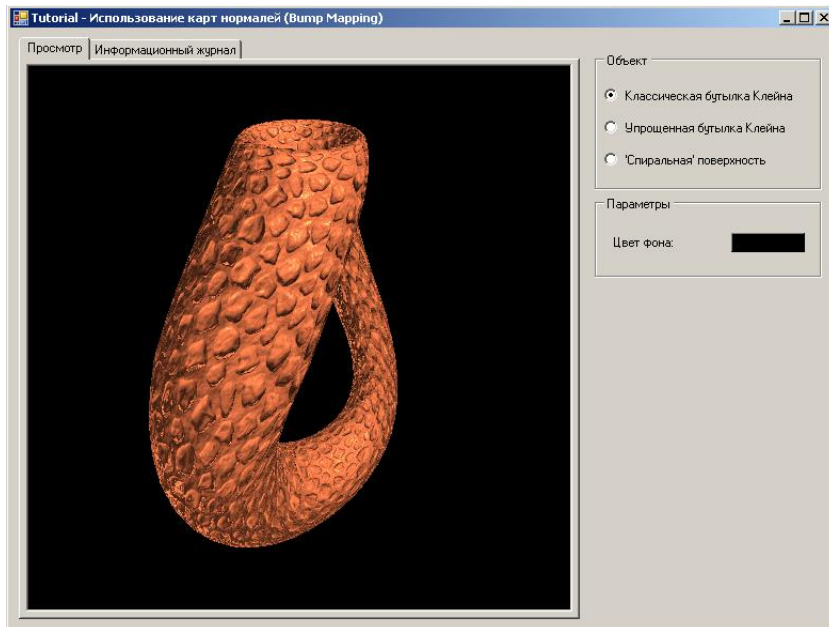 Tutorial - Использование карт нормалей (Bump Mapping)
Просмотр
Информационный журнал
Объект
Классическая бутылка Клейна
Упрощенная бутылка Клейна
'Спиральная' поверхность
Параметры
Цвет фона: